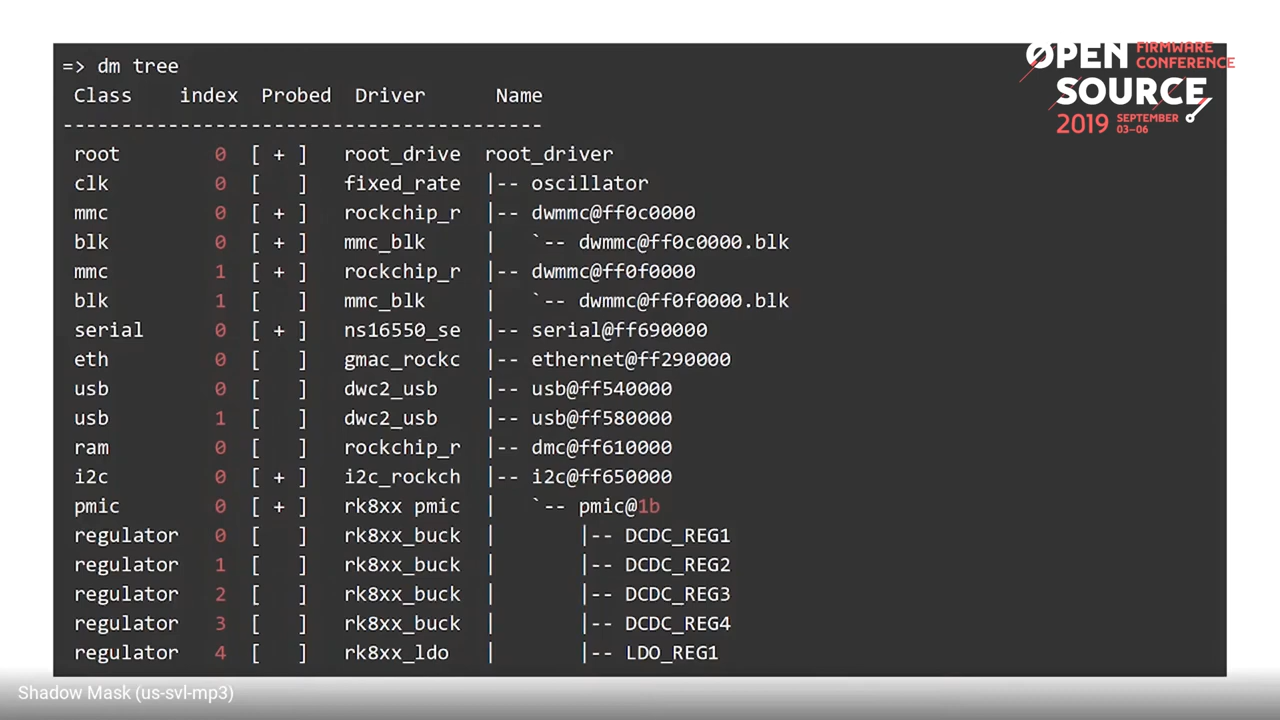 => dm tree
Class    index  Probed  Driver      Name
-----------------------------------------
root        0  [ + ]   root_drive  root_driver
clk         0  [   ]   fixed_rate  |-- oscillator
mmc         0  [ + ]   rockchip_r  |-- dwmmc@ff0c0000
blk         0  [ + ]   mmc_blk     |   `-- dwmmc@ff0c0000.blk
mmc         1  [ + ]   rockchip_r  |-- dwmmc@ff0f0000
blk         1  [   ]   mmc_blk     |   `-- dwmmc@ff0f0000.blk
serial      0  [ + ]   ns16550_se  |-- serial@ff690000
eth         0  [   ]   gmac_rockc  |-- ethernet@ff290000
usb         0  [   ]   dwc2_usb    |-- usb@ff540000
usb         1  [   ]   dwc2_usb    |-- usb@ff580000
ram         0  [   ]   rockchip_r  |-- dmc@ff610000
i2c         0  [ + ]   i2c_rockch  |-- i2c@ff650000
pmic        0  [ + ]   rk8xx pmic  |   `-- pmic@1b
regulator   0  [   ]   rk8xx_buck  |       |-- DCDC_REG1
regulator   1  [   ]   rk8xx_buck  |       |-- DCDC_REG2
regulator   2  [   ]   rk8xx_buck  |       |-- DCDC_REG3
regulator   3  [   ]   rk8xx_buck  |       |-- DCDC_REG4
regulator   4  [   ]   rk8xx_ldo   |       |-- LDO_REG1
OPEN FIRMWARE
CONFERENCE
SOURCE
2019 SEPTEMBER
03–06
Shadow Mask (us-svl-mp3)